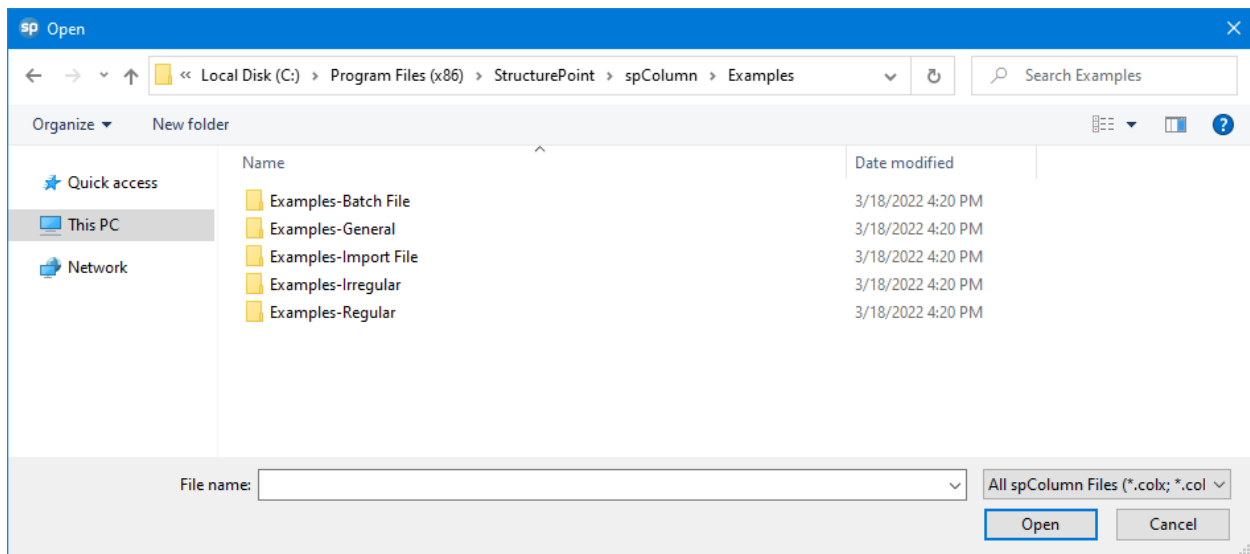 sp Open
« Local Disk (C:) › Program Files (x86) › StructurePoint › spColumn › Examples
Search Examples
Organize New folder
Name Date modified
Quick access
This PC
Network
Examples-Batch File 3/18/2022 4:20 PM
Examples-General 3/18/2022 4:20 PM
Examples-Import File 3/18/2022 4:20 PM
Examples-Irregular 3/18/2022 4:20 PM
Examples-Regular 3/18/2022 4:20 PM
File name: All spColumn Files (*.colx; *.col
Open Cancel